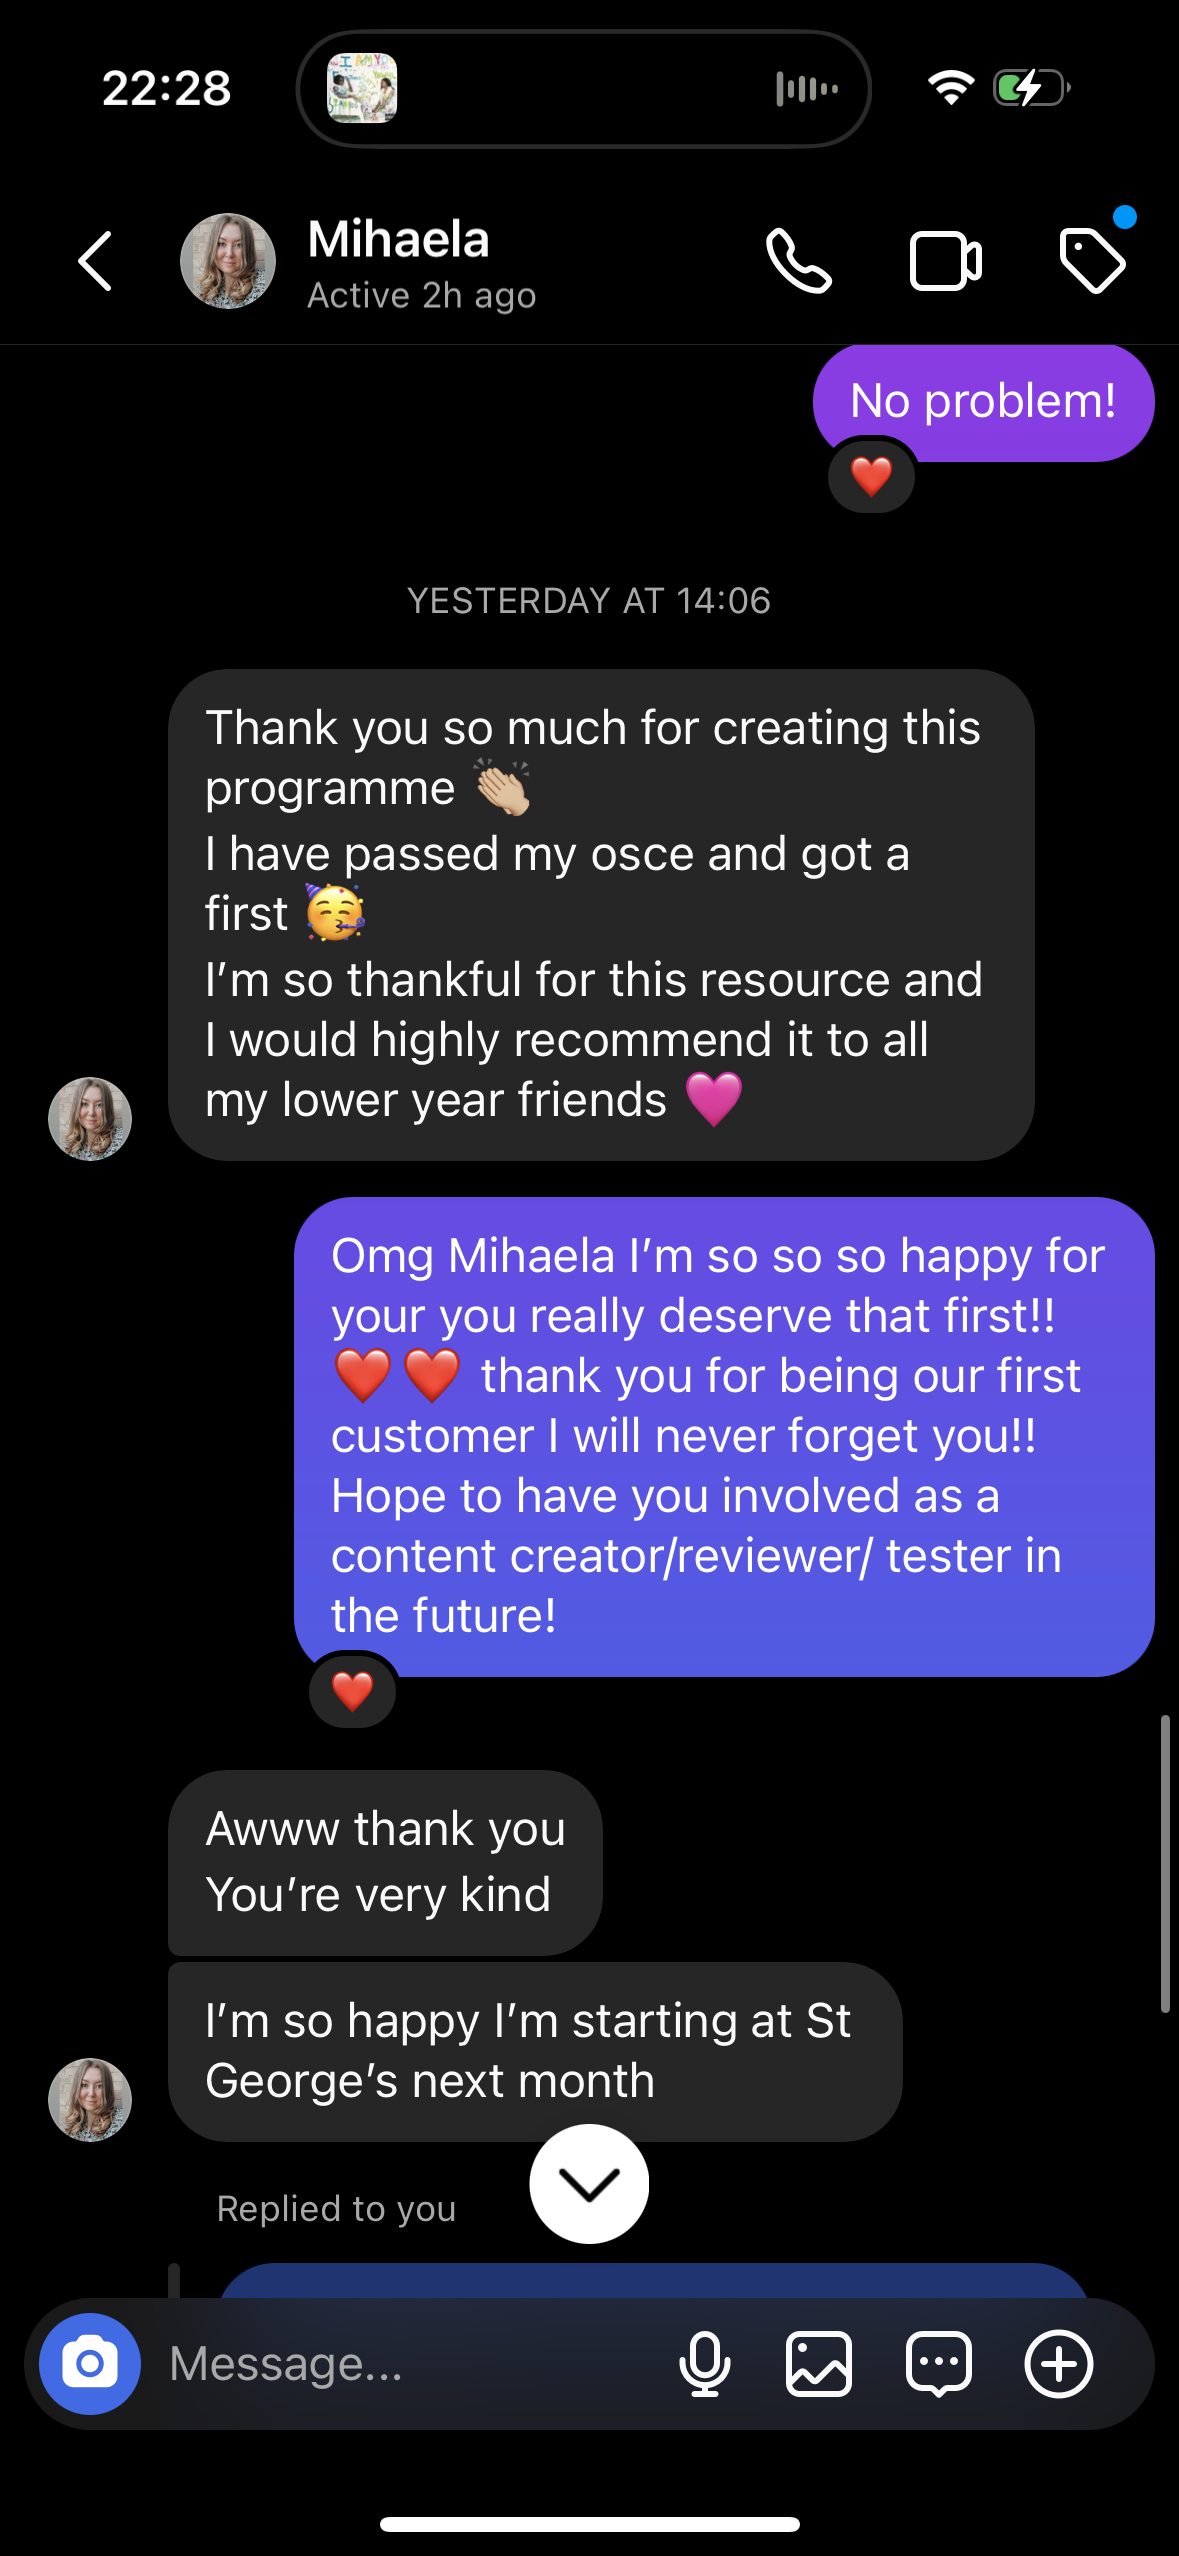 22:28
I AM YO
Mihaela
Active 2h ago
No problem!
❤️
YESTERDAY AT 14:06
Thank you so much for creating this
programme 👏🏼
I have passed my osce and got a
first 🥳
I’m so thankful for this resource and
I would highly recommend it to all
my lower year friends 💗
Omg Mihaela I’m so so so happy for
your you really deserve that first!!
❤️❤️ thank you for being our first
customer I will never forget you!!
Hope to have you involved as a
content creator/reviewer/ tester in
the future!
❤️
Awww thank you
You’re very kind
I’m so happy I’m starting at St
George’s next month
Replied to you
Message...